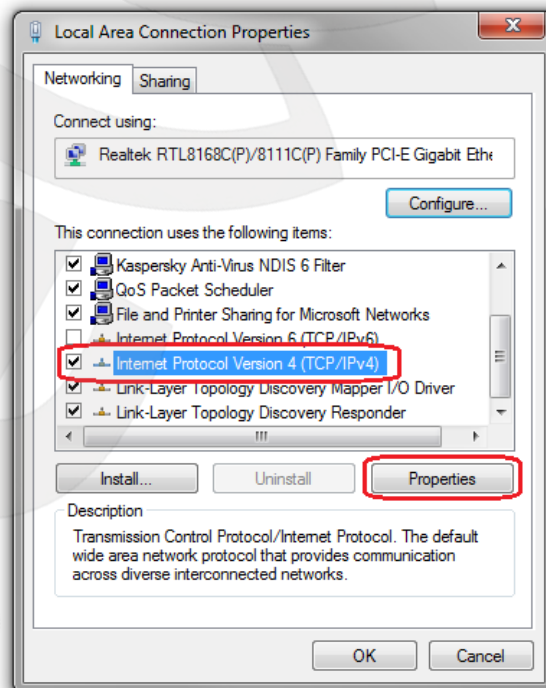 Local Area Connection Properties
Networking Sharing
Connect using:
Realtek RTL8168C(P)/8111C(P) Family PCI-E Gigabit Ethe
Configure...
This connection uses the following items:
Kaspersky Anti-Virus NDIS 6 Filter
QoS Packet Scheduler
File and Printer Sharing for Microsoft Networks
Internet Protocol Version 6 (TCP/IPv6)
Internet Protocol Version 4 (TCP/IPv4)
Link-Layer Topology Discovery Mapper I/O Driver
Link-Layer Topology Discovery Responder
Install... Uninstall Properties
Description
Transmission Control Protocol/Internet Protocol. The default
wide area network protocol that provides communication
across diverse interconnected networks.
OK Cancel